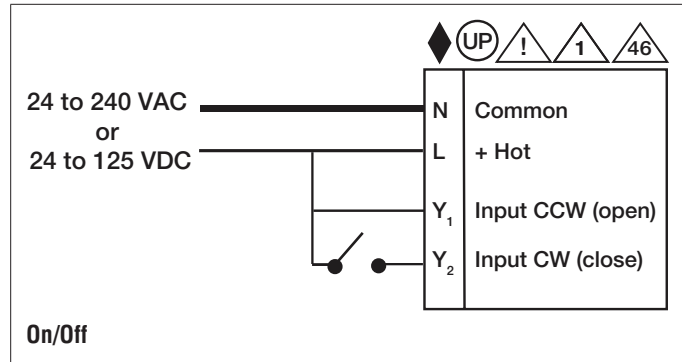 UP ! 1 46
24 to 240 VAC
or
24 to 125 VDC
N Common
L + Hot
Y₁ Input CCW (open)
Y₂ Input CW (close)
On/Off